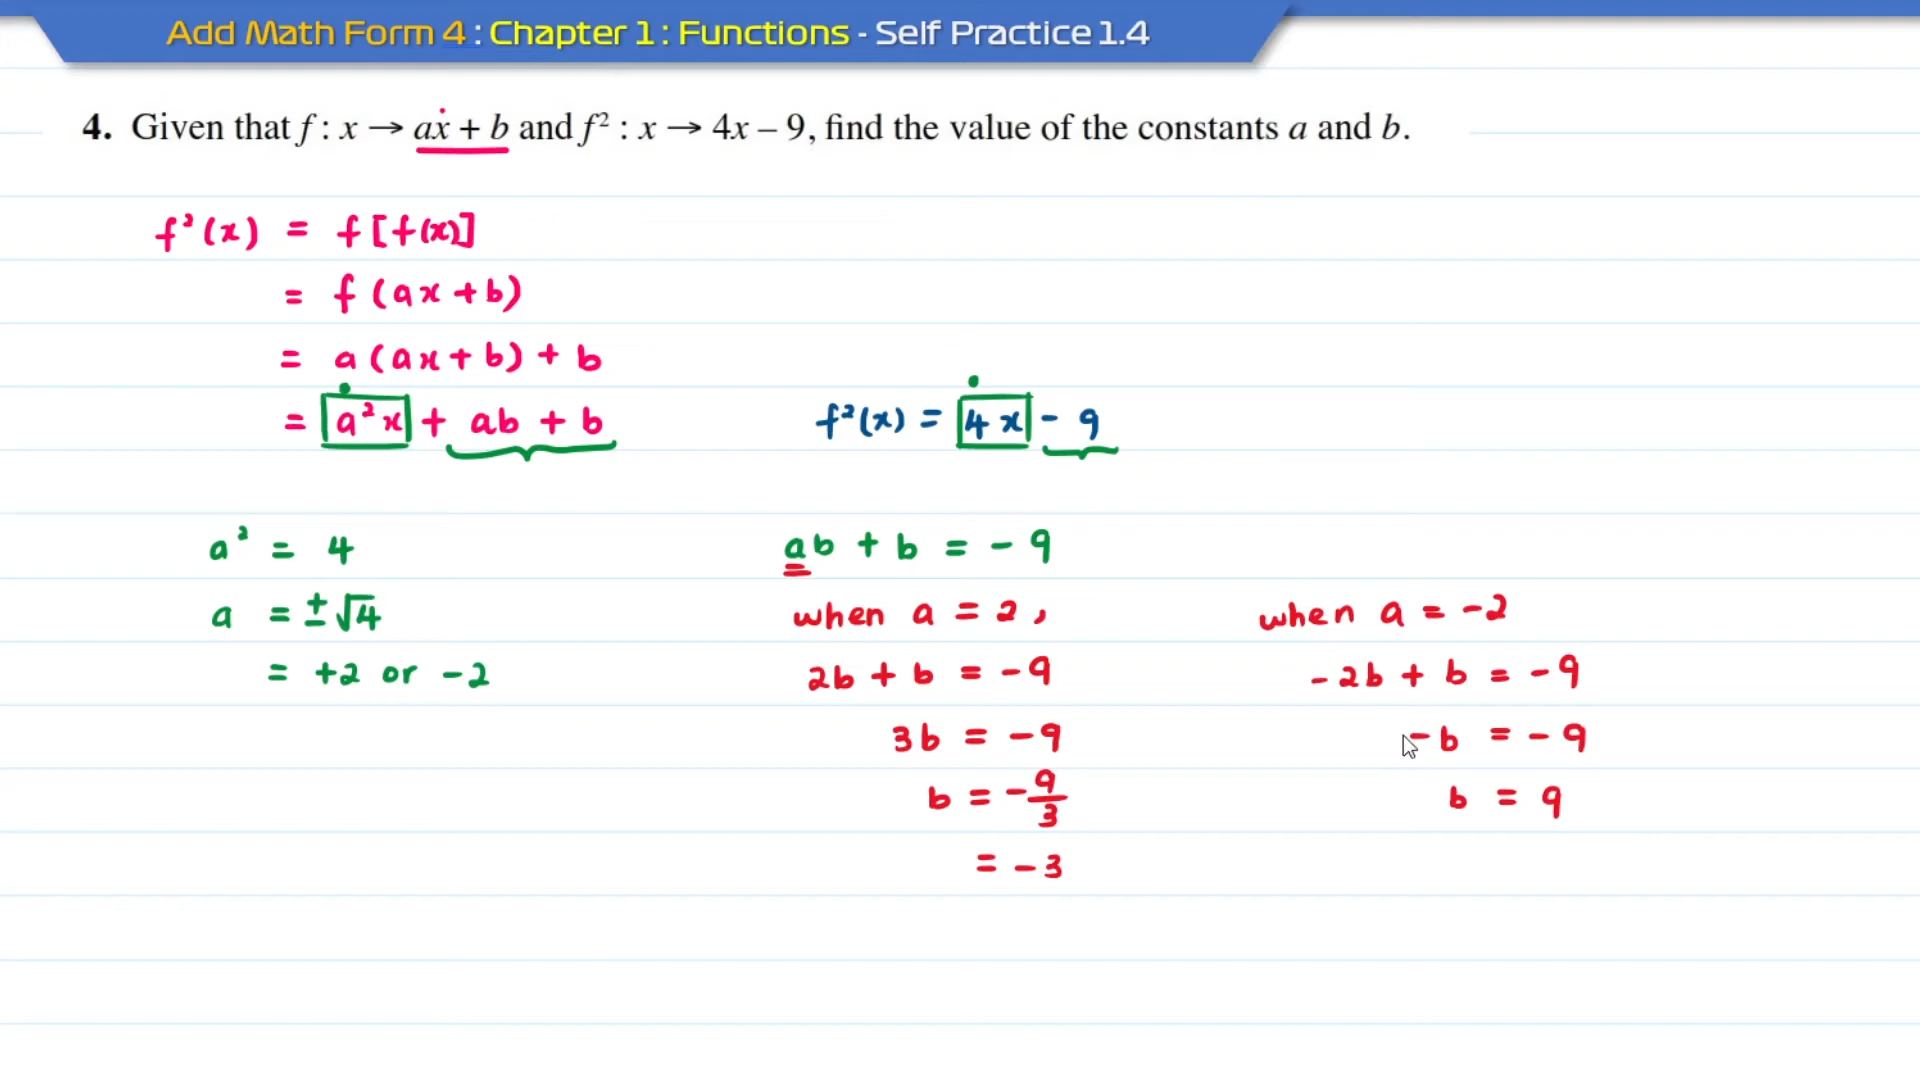 Add Math Form 4 : Chapter 1 : Functions - Self Practice 1.4
4. Given that f : x → ax + b and f² : x → 4x – 9, find the value of the constants a and b.
f²(x) = f[f(x)]
= f(ax + b)
= a(ax + b) + b
= a²x + ab + b
f²(x) = 4x - 9
a² = 4
a = ±√4
= +2 or -2
ab + b = -9
when a = 2,
2b + b = -9
3b = -9
b = -9/3
= -3
when a = -2
-2b + b = -9
-b = -9
b = 9